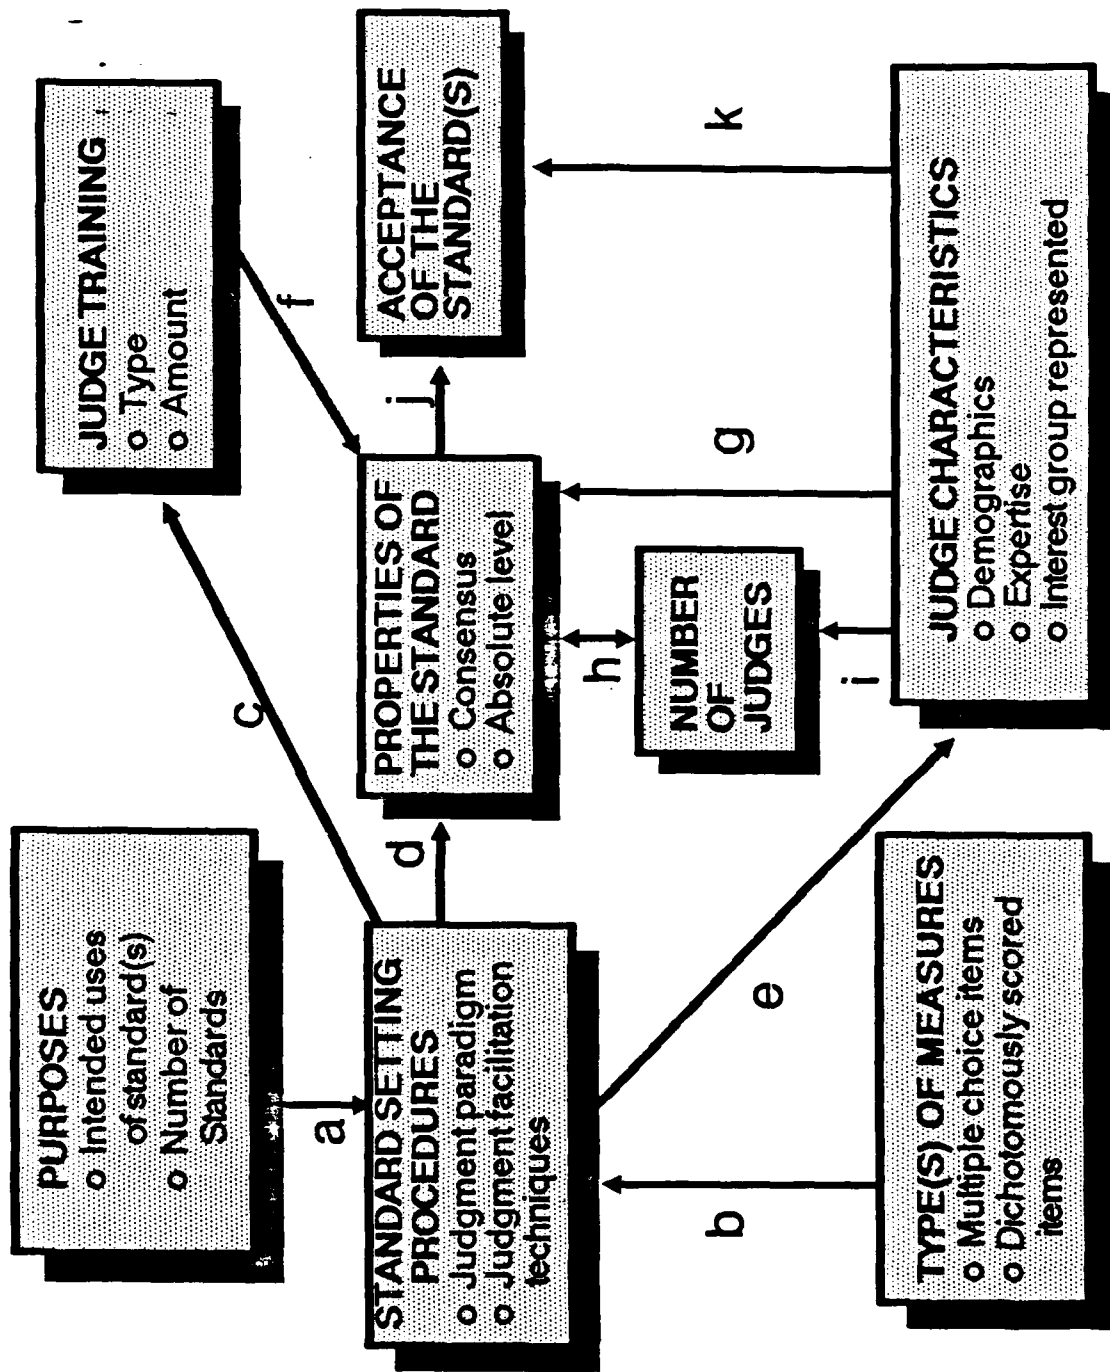 PURPOSES
o Intended uses
of standard(s)
o Number of
Standards
a
STANDARD SETTING
PROCEDURES
o Judgment paradigm
o Judgment facilitation
techniques
b
TYPE(S) OF MEASURES
o Multiple choice items
o Dichotomously scored
items
c
d
e
JUDGE TRAINING
o Type
o Amount
f
PROPERTIES OF
THE STANDARD
o Consensus
o Absolute level
h
NUMBER
OF
JUDGES
i
g
j
ACCEPTANCE
OF THE
STANDARD(S)
k
JUDGE CHARACTERISTICS
o Demographics
o Expertise
o Interest group represented